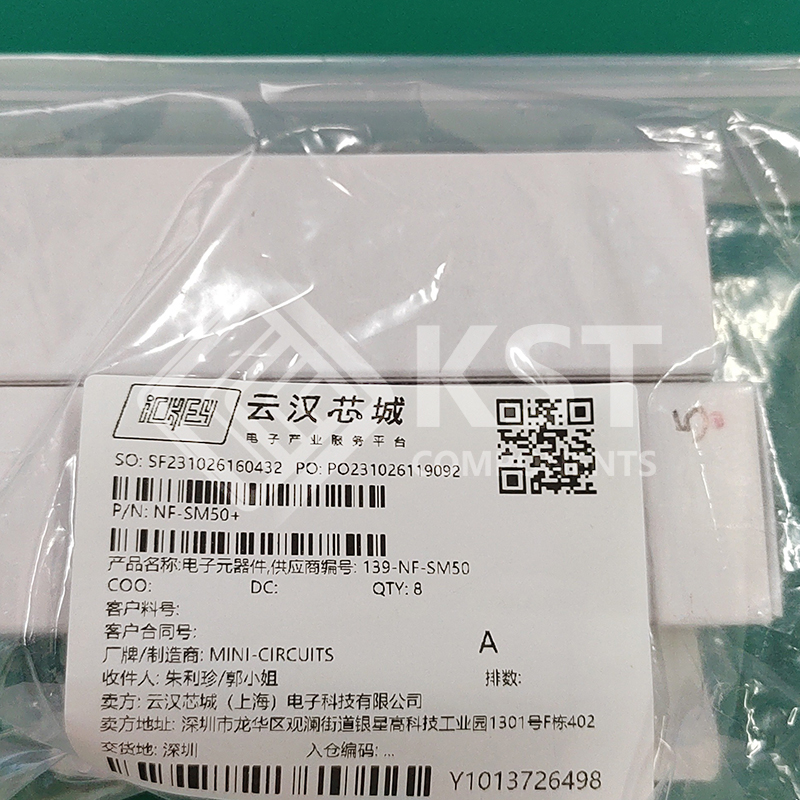 iCKEY 云汉芯城
电子产业服务平台
SO: SF231026160432 PO: PO231026119092
P/N: NF-SM50+
产品名称:电子元器件,供应商编号: 139-NF-SM50
COO: DC: QTY: 8
客户料号:
客户合同号:
A
厂牌/制造商: MINI-CIRCUITS
收件人: 朱利珍/郭小姐 排数:
卖方: 云汉芯城（上海）电子科技有限公司
卖方地址: 深圳市龙华区观澜街道银星高科技工业园1301号F栋402
交货地: 深圳 入仓编码: ...
Y1013726498
KST
COMPONENTS